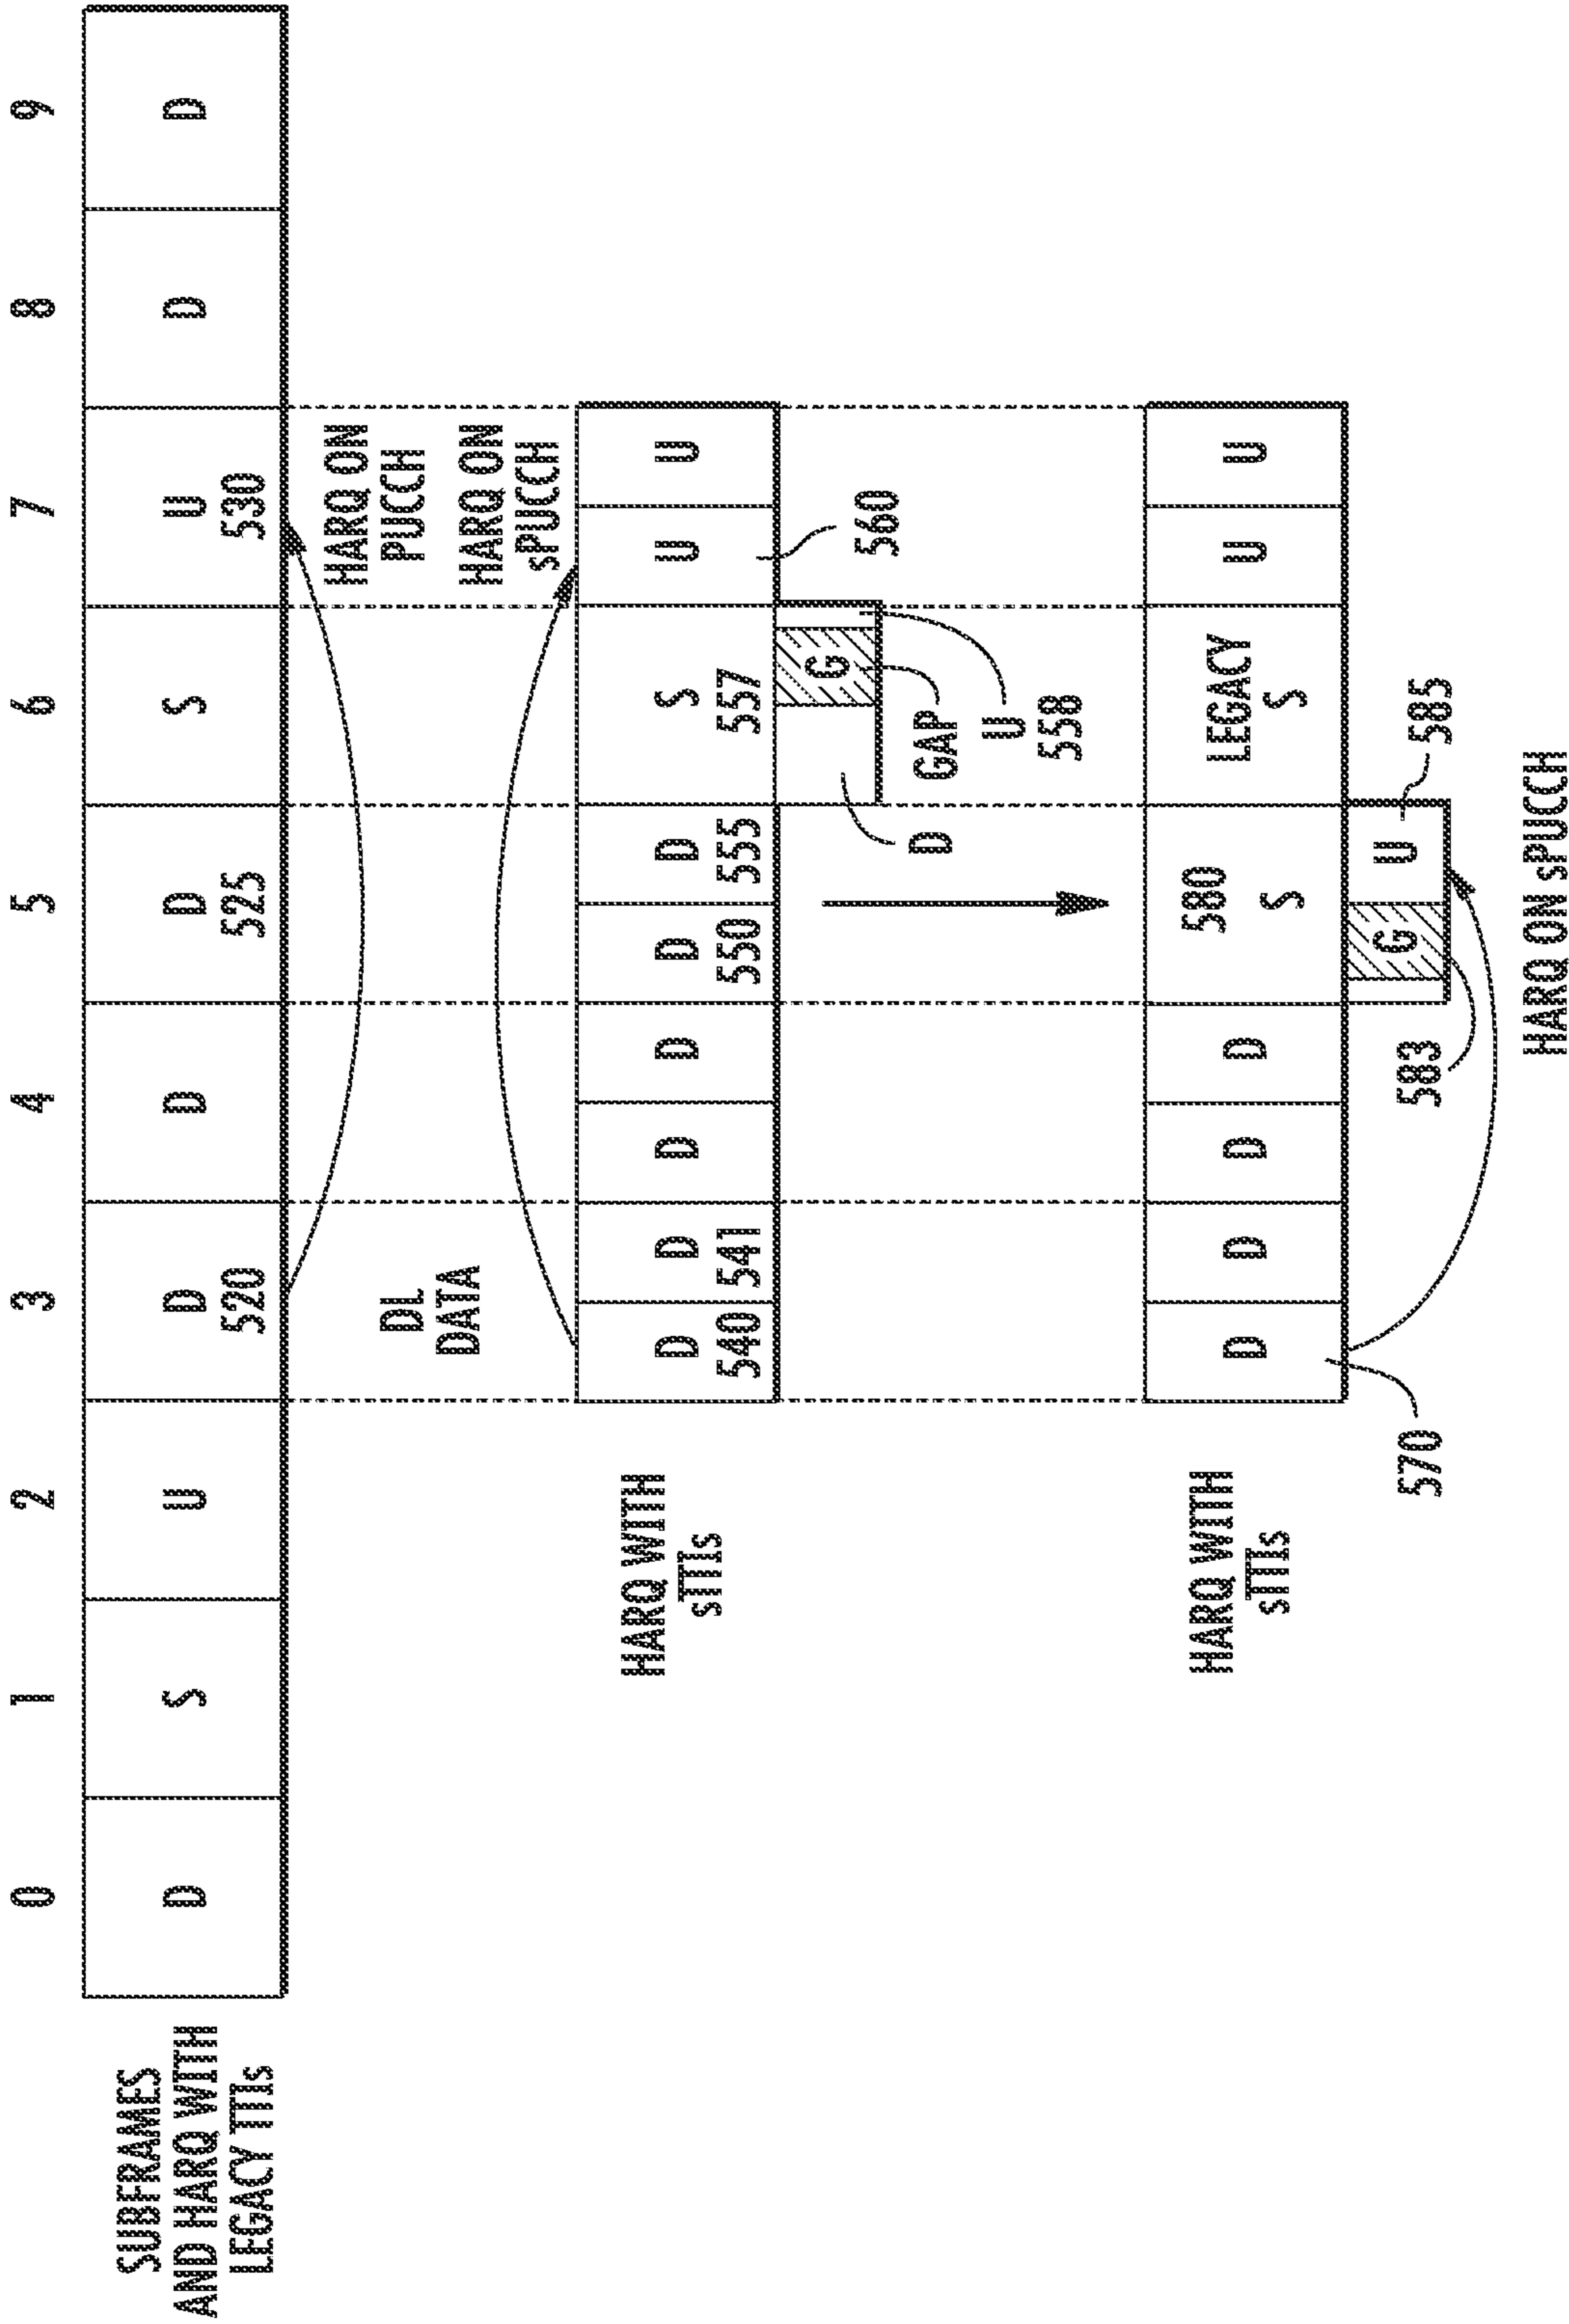 0 1 2 3 4 5 6 7 8 9
SUBFRAMES
AND HARQ WITH
LEGACY TTIs
D S U D D D S U D D
520 525 530
HARQ ON
PUCCH
DL
DATA
HARQ ON
sPUCCH
HARQ WITH
sTTIs
D D D D D D S U U
540 541 550 555 557
G
560
D
GAP
U
558
HARQ WITH
sTTIs
580
LEGACY
D D D D S S U U
G U
570 583 585
HARQ ON sPUCCH